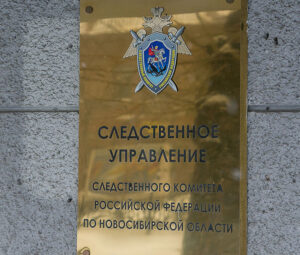 СЛЕДСТВЕННОЕ
УПРАВЛЕНИЕ
СЛЕДСТВЕННОГО КОМИТЕТА
РОССИЙСКОЙ ФЕДЕРАЦИИ
ПО НОВОСИБИРСКОЙ ОБЛАСТИ